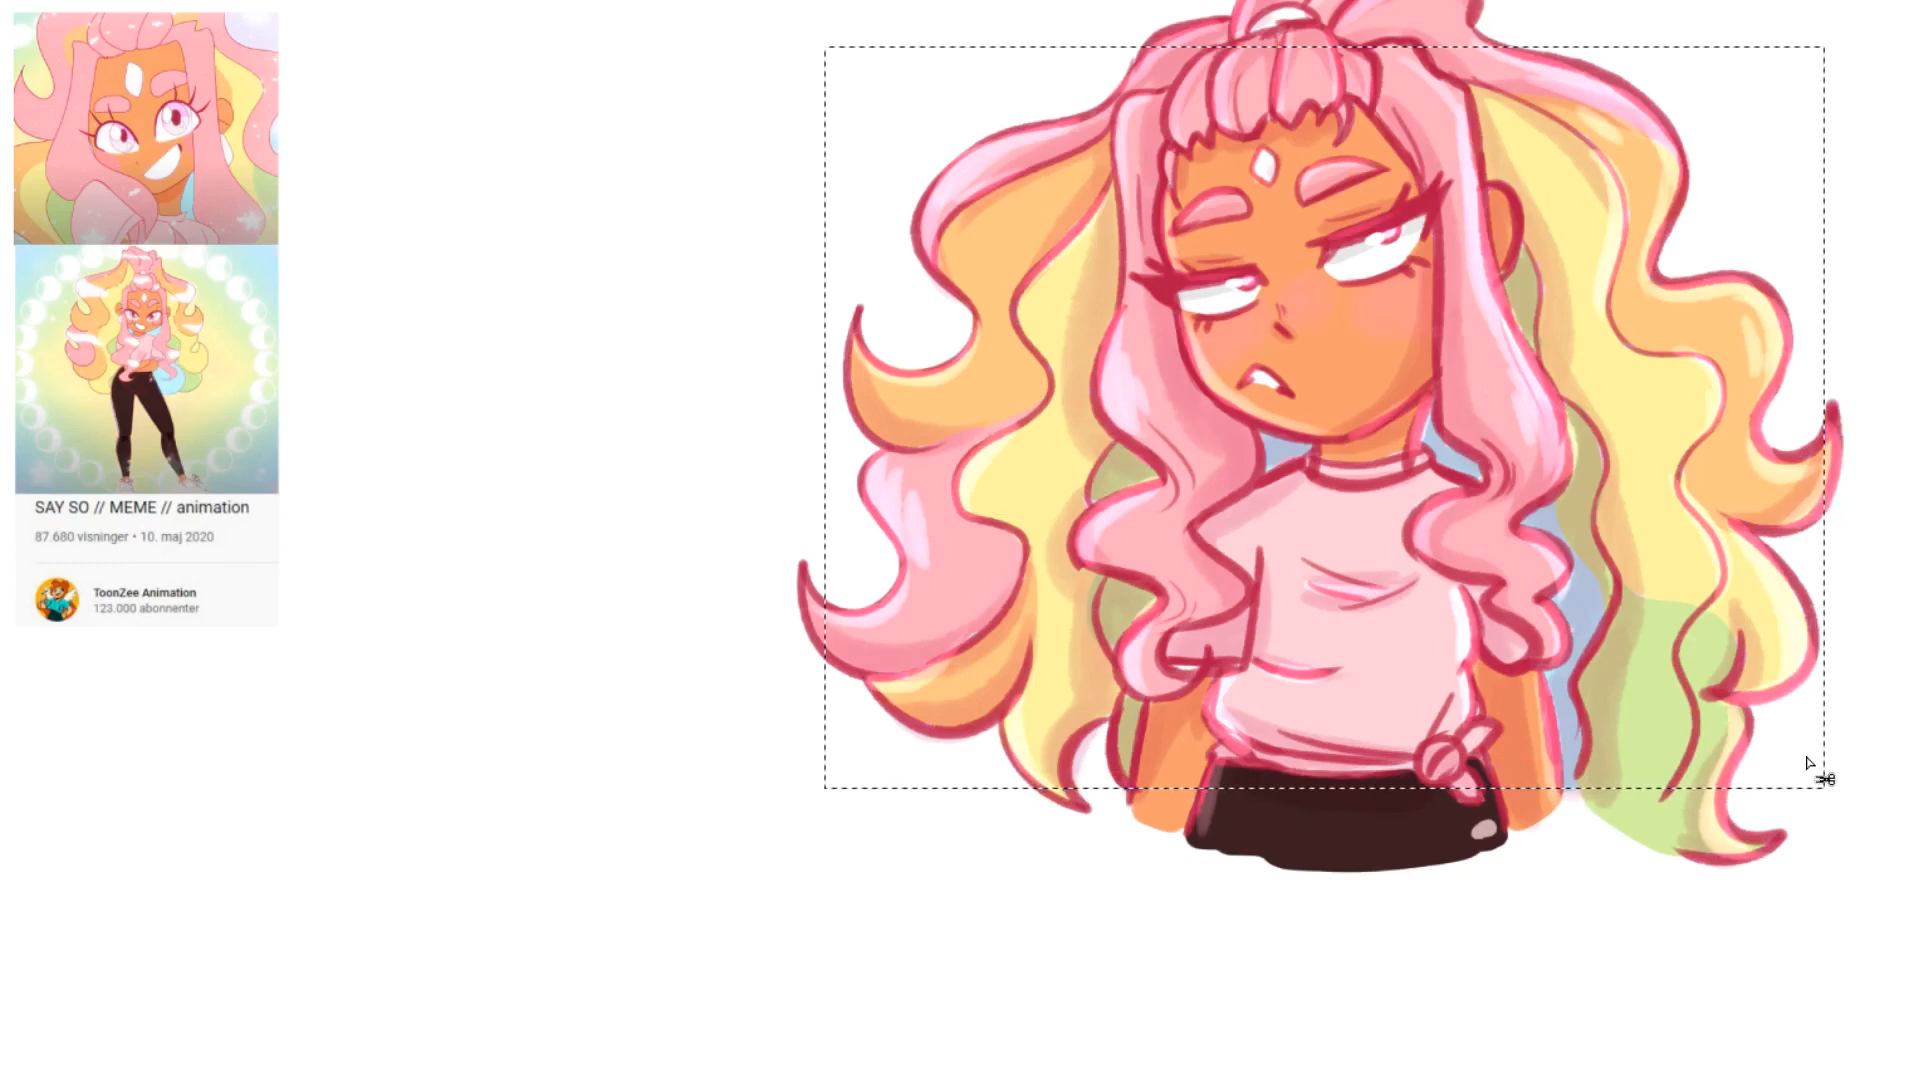 SAY SO // MEME // animation
87.680 visninger • 10. maj 2020
ToonZee Animation
123.000 abonnenter